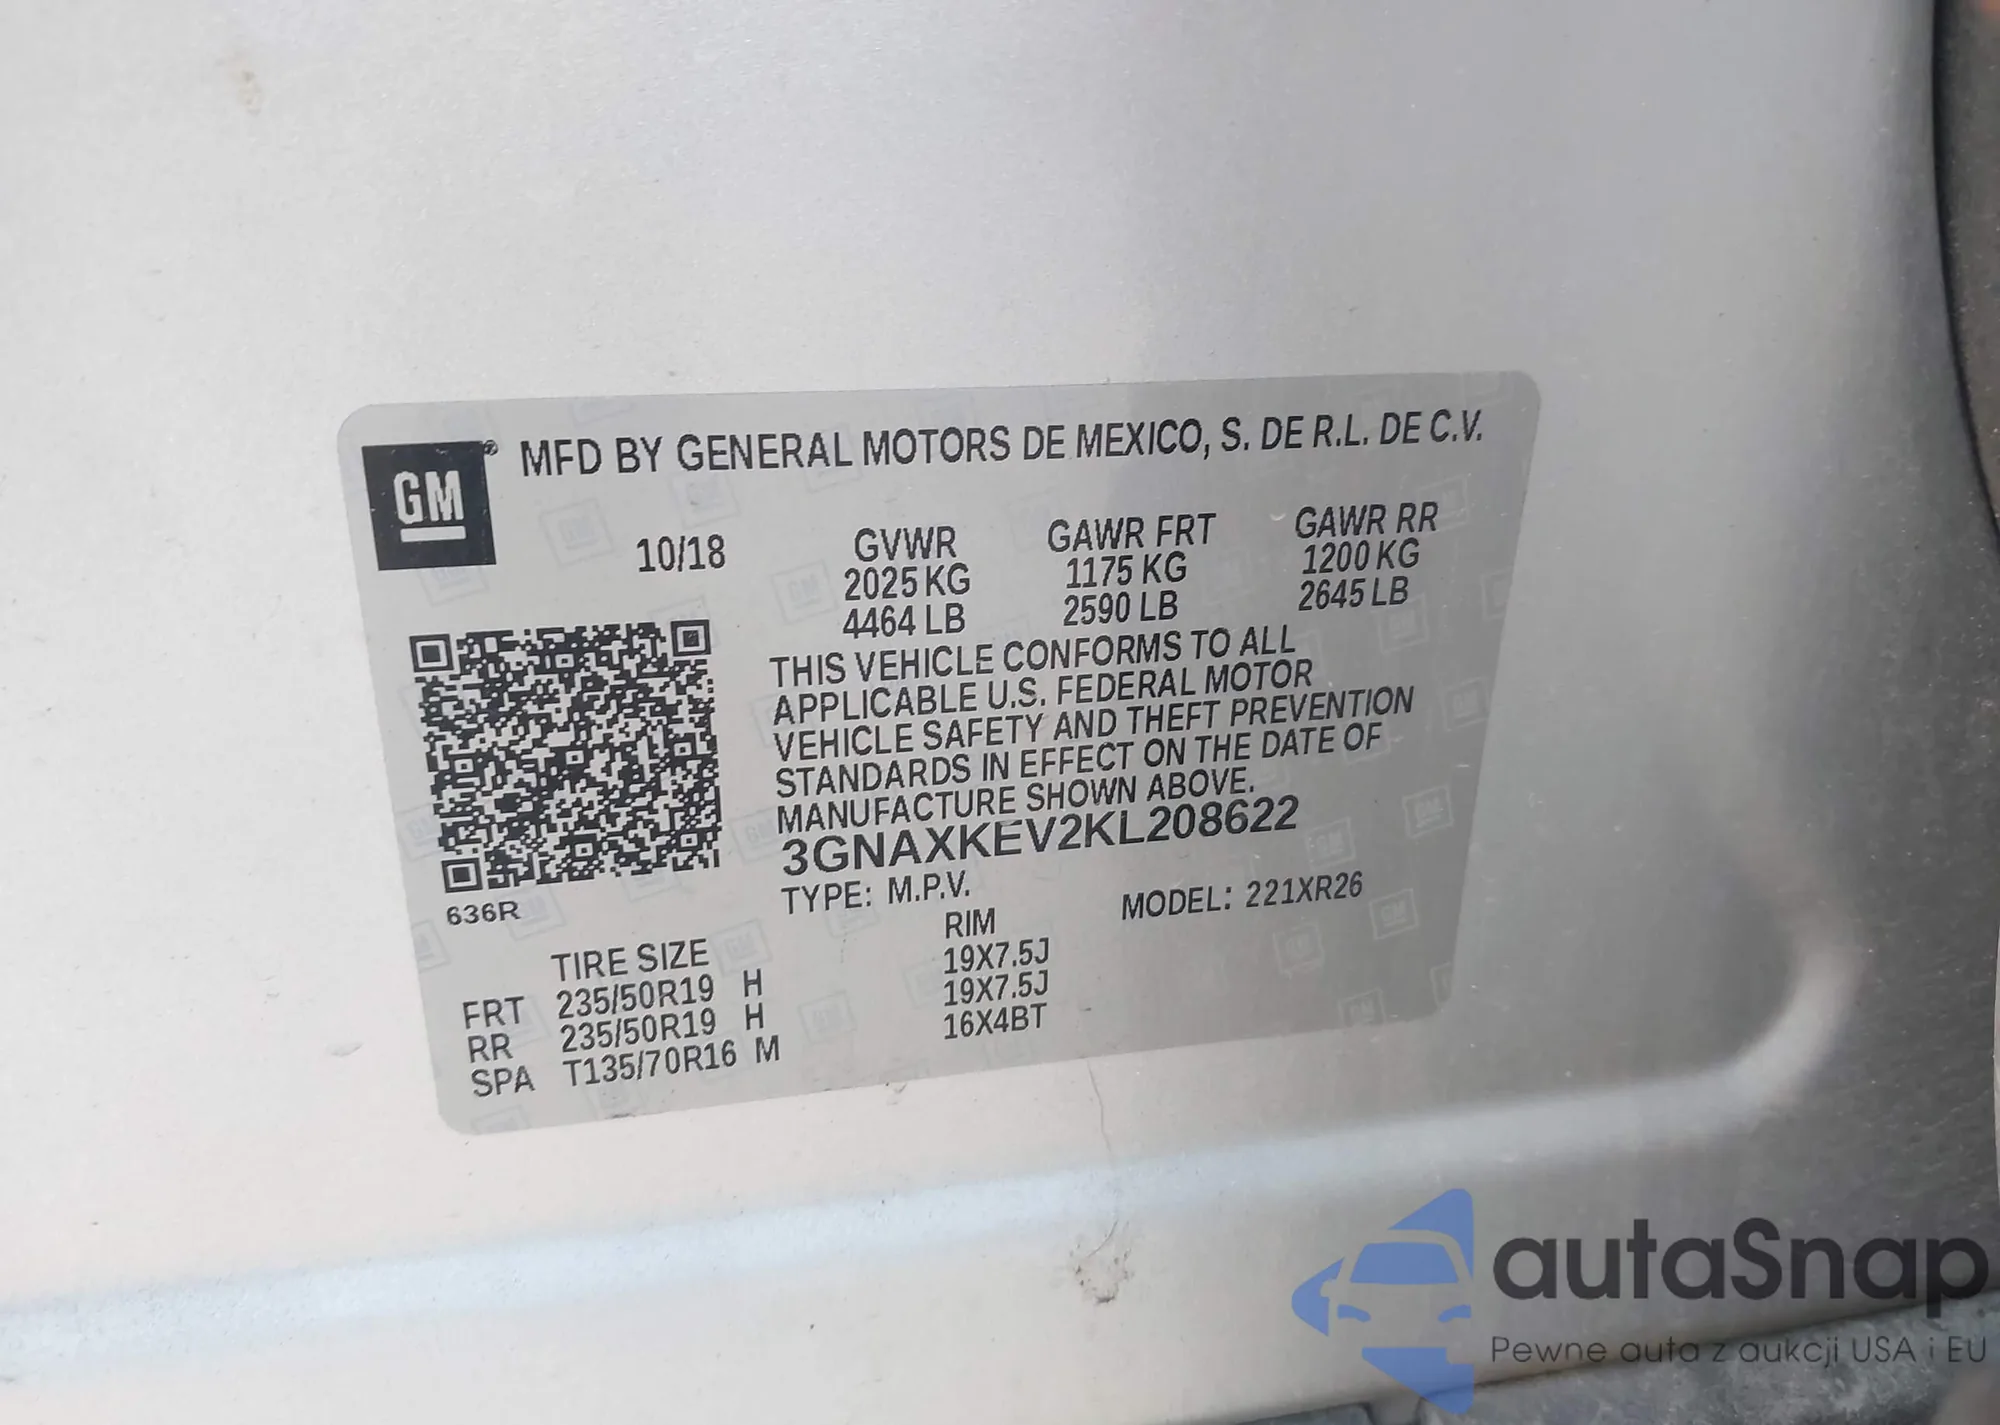 GM® MFD BY GENERAL MOTORS DE MEXICO, S. DE R.L. DE C.V.
10/18 GVWR GAWR FRT GAWR RR
2025 KG 1175 KG 1200 KG
4464 LB 2590 LB 2645 LB
THIS VEHICLE CONFORMS TO ALL
APPLICABLE U.S. FEDERAL MOTOR
VEHICLE SAFETY AND THEFT PREVENTION
STANDARDS IN EFFECT ON THE DATE OF
MANUFACTURE SHOWN ABOVE.
3GNAXKEV2KL208622
TYPE: M.P.V. MODEL: 221XR26
636R
TIRE SIZE RIM
FRT 235/50R19 H 19X7.5J
RR 235/50R19 H 19X7.5J
SPA T135/70R16 M 16X4BT
autaSnap
Pewne auta z aukcji USA i EU